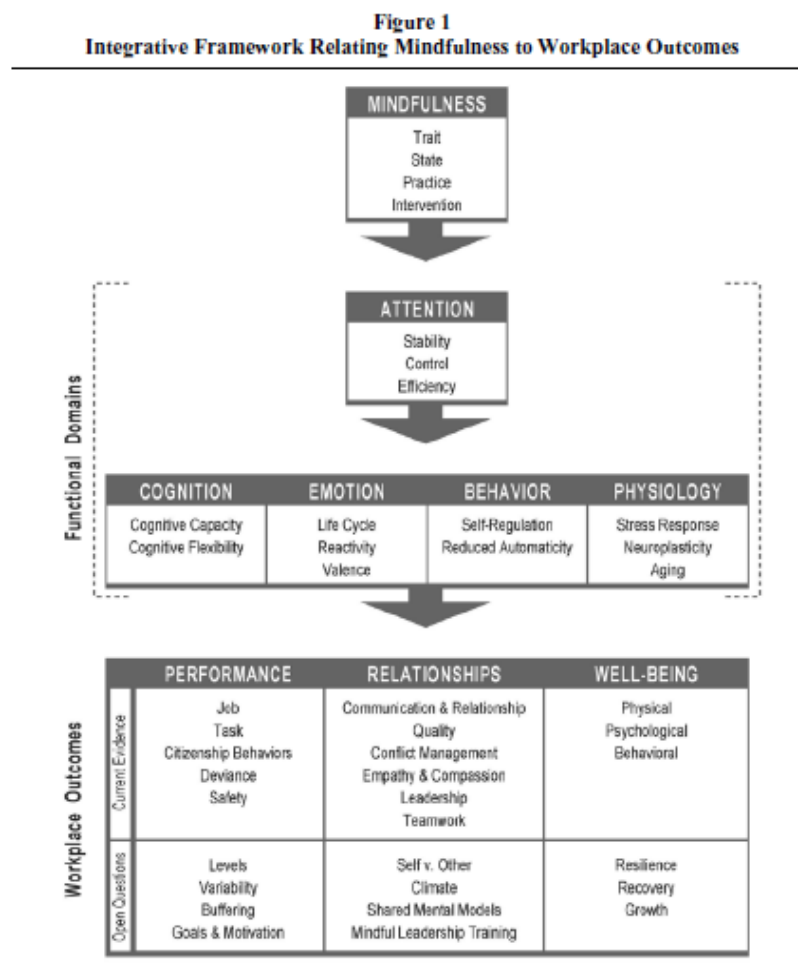 Figure 1
Integrative Framework Relating Mindfulness to Workplace Outcomes
MINDFULNESS
Trait
State
Practice
Intervention
Functional Domains
ATTENTION
Stability
Control
Efficiency
COGNITION
Cognitive Capacity
Cognitive Flexibility
EMOTION
Life Cycle
Reactivity
Valence
BEHAVIOR
Self-Regulation
Reduced Automaticity
PHYSIOLOGY
Stress Response
Neuroplasticity
Aging
Workplace Outcomes
PERFORMANCE
RELATIONSHIPS
WELL-BEING
Current Evidence
Job
Task
Citizenship Behaviors
Deviance
Safety
Communication & Relationship
Quality
Conflict Management
Empathy & Compassion
Leadership
Teamwork
Physical
Psychological
Behavioral
Open Questions
Levels
Variability
Buffering
Goals & Motivation
Self v. Other
Climate
Shared Mental Models
Mindful Leadership Training
Resilience
Recovery
Growth